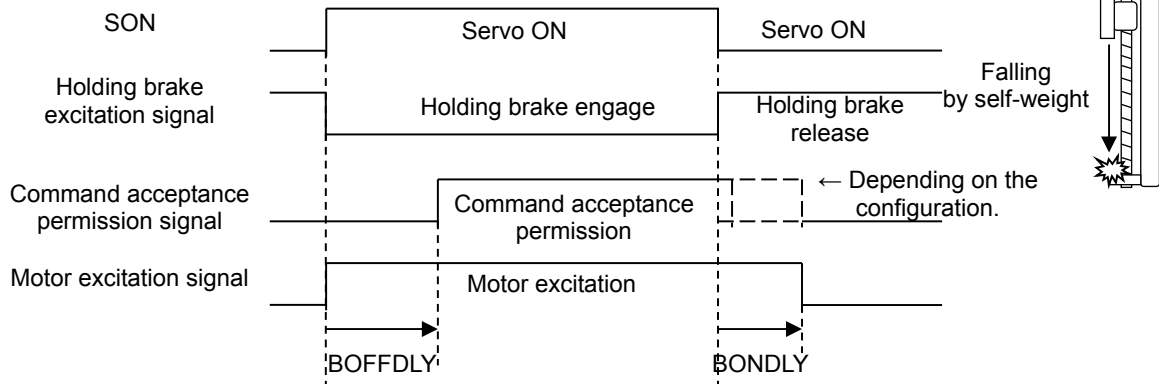 SON
Servo ON
Servo ON
Holding brake
excitation signal
Holding brake engage
Holding brake
release
Falling
by self-weight
Command acceptance
permission signal
Command acceptance
permission
← Depending on the
configuration.
Motor excitation signal
Motor excitation
BOFFDLY
BONDLY